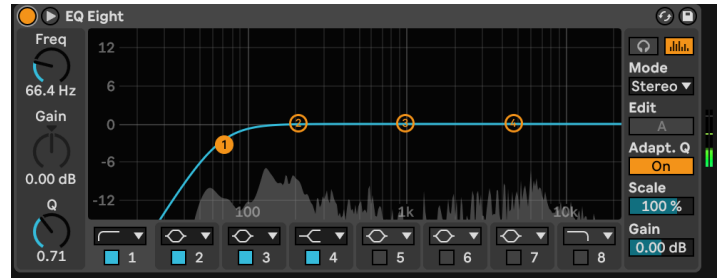 EQ Eight
Freq
66.4 Hz
Gain
0.00 dB
Q
0.71
12
6
0
-6
-12
1
2
3
4
100
1k
10k
1
2
3
4
5
6
7
8
Mode
Stereo
Edit
A
Adapt. Q
On
Scale
100 %
Gain
0.00 dB